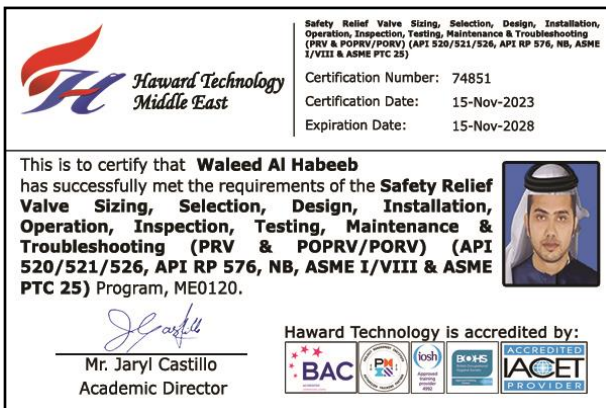 Haward Technology
Middle East
Safety Relief Valve Sizing, Selection, Design, Installation,
Operation, Inspection, Testing, Maintenance & Troubleshooting
(PRV & POPRV/PORV) (API 520/521/526, API RP 576, NB, ASME
I/VIII & ASME PTC 25)
Certification Number: 74851
Certification Date: 15-Nov-2023
Expiration Date: 15-Nov-2028
This is to certify that Waleed Al Habeeb
has successfully met the requirements of the Safety Relief
Valve Sizing, Selection, Design, Installation,
Operation, Inspection, Testing, Maintenance &
Troubleshooting (PRV & POPRV/PORV) (API
520/521/526, API RP 576, NB, ASME I/VIII & ASME
PTC 25) Program, ME0120.
Mr. Jaryl Castillo
Academic Director
Haward Technology is accredited by:
BAC
iosh
Approved
training
provider
ACCREDITED
IACET
PROVIDER